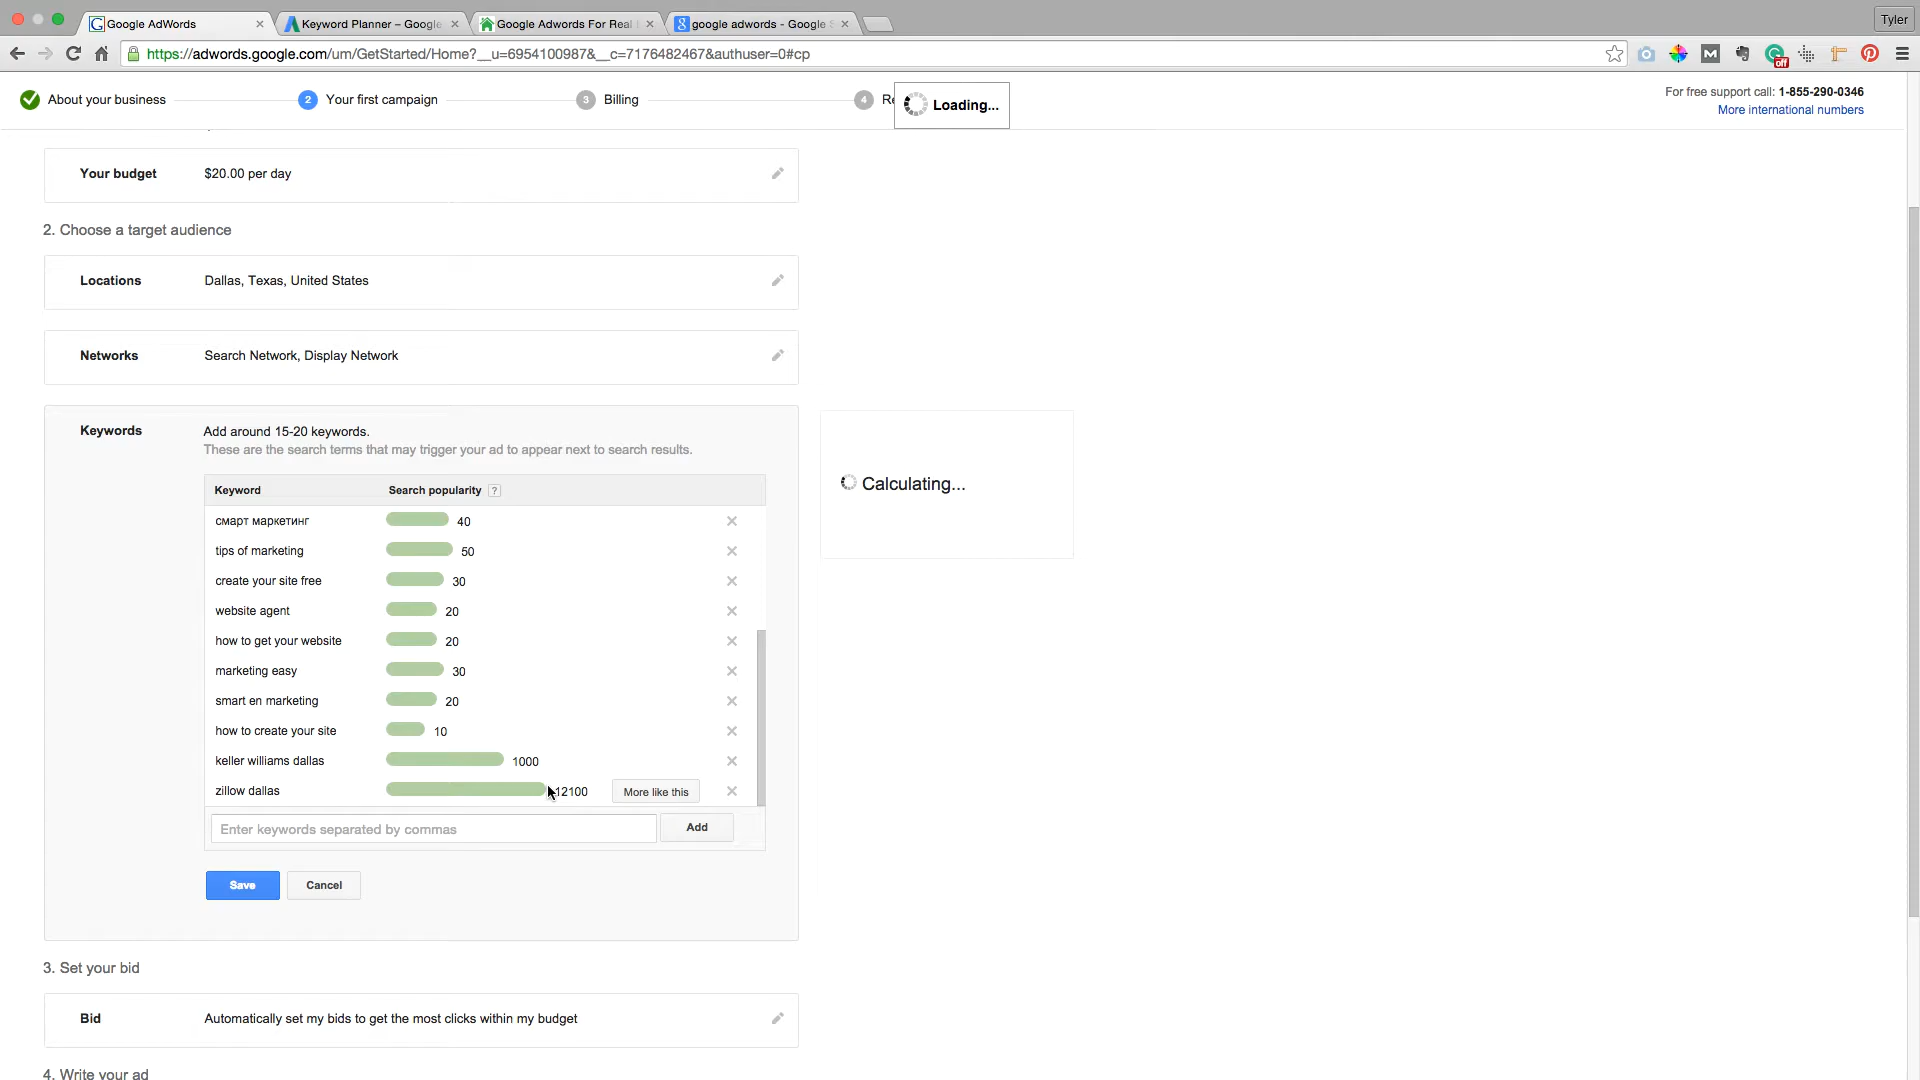 Google AdWords
Keyword Planner – Google
Google Adwords For Real
google adwords - Google S
Tyler
https://adwords.google.com/um/GetStarted/Home?__u=6954100987&__c=7176482467&authuser=0#cp
off
About your business
2 Your first campaign
3 Billing
4 Re
Loading...
For free support call: 1-855-290-0346
More international numbers
Your budget $20.00 per day
2. Choose a target audience
Locations Dallas, Texas, United States
Networks Search Network, Display Network
Keywords Add around 15-20 keywords.
These are the search terms that may trigger your ad to appear next to search results.
Keyword Search popularity ?
смарт маркетинг 40
tips of marketing 50
create your site free 30
website agent 20
how to get your website 20
marketing easy 30
smart en marketing 20
how to create your site 10
keller williams dallas 1000
zillow dallas 12100 More like this
Enter keywords separated by commas Add
Save Cancel
Calculating...
3. Set your bid
Bid Automatically set my bids to get the most clicks within my budget
4. Write your ad